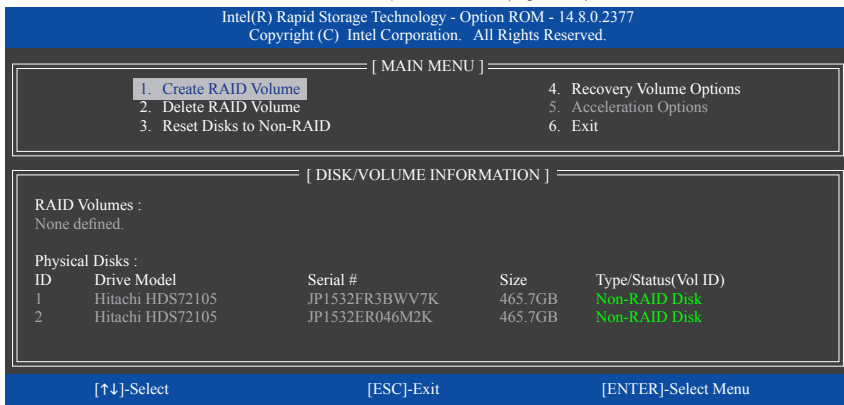 Intel(R) Rapid Storage Technology - Option ROM - 14.8.0.2377
Copyright (C) Intel Corporation. All Rights Reserved.
[ MAIN MENU ]
1. Create RAID Volume
2. Delete RAID Volume
3. Reset Disks to Non-RAID
4. Recovery Volume Options
5. Acceleration Options
6. Exit
[ DISK/VOLUME INFORMATION ]
RAID Volumes :
None defined.
Physical Disks :
ID Drive Model Serial # Size Type/Status(Vol ID)
1 Hitachi HDS72105 JP1532FR3BWV7K 465.7GB Non-RAID Disk
2 Hitachi HDS72105 JP1532ER046M2K 465.7GB Non-RAID Disk
[↑↓]-Select [ESC]-Exit [ENTER]-Select Menu